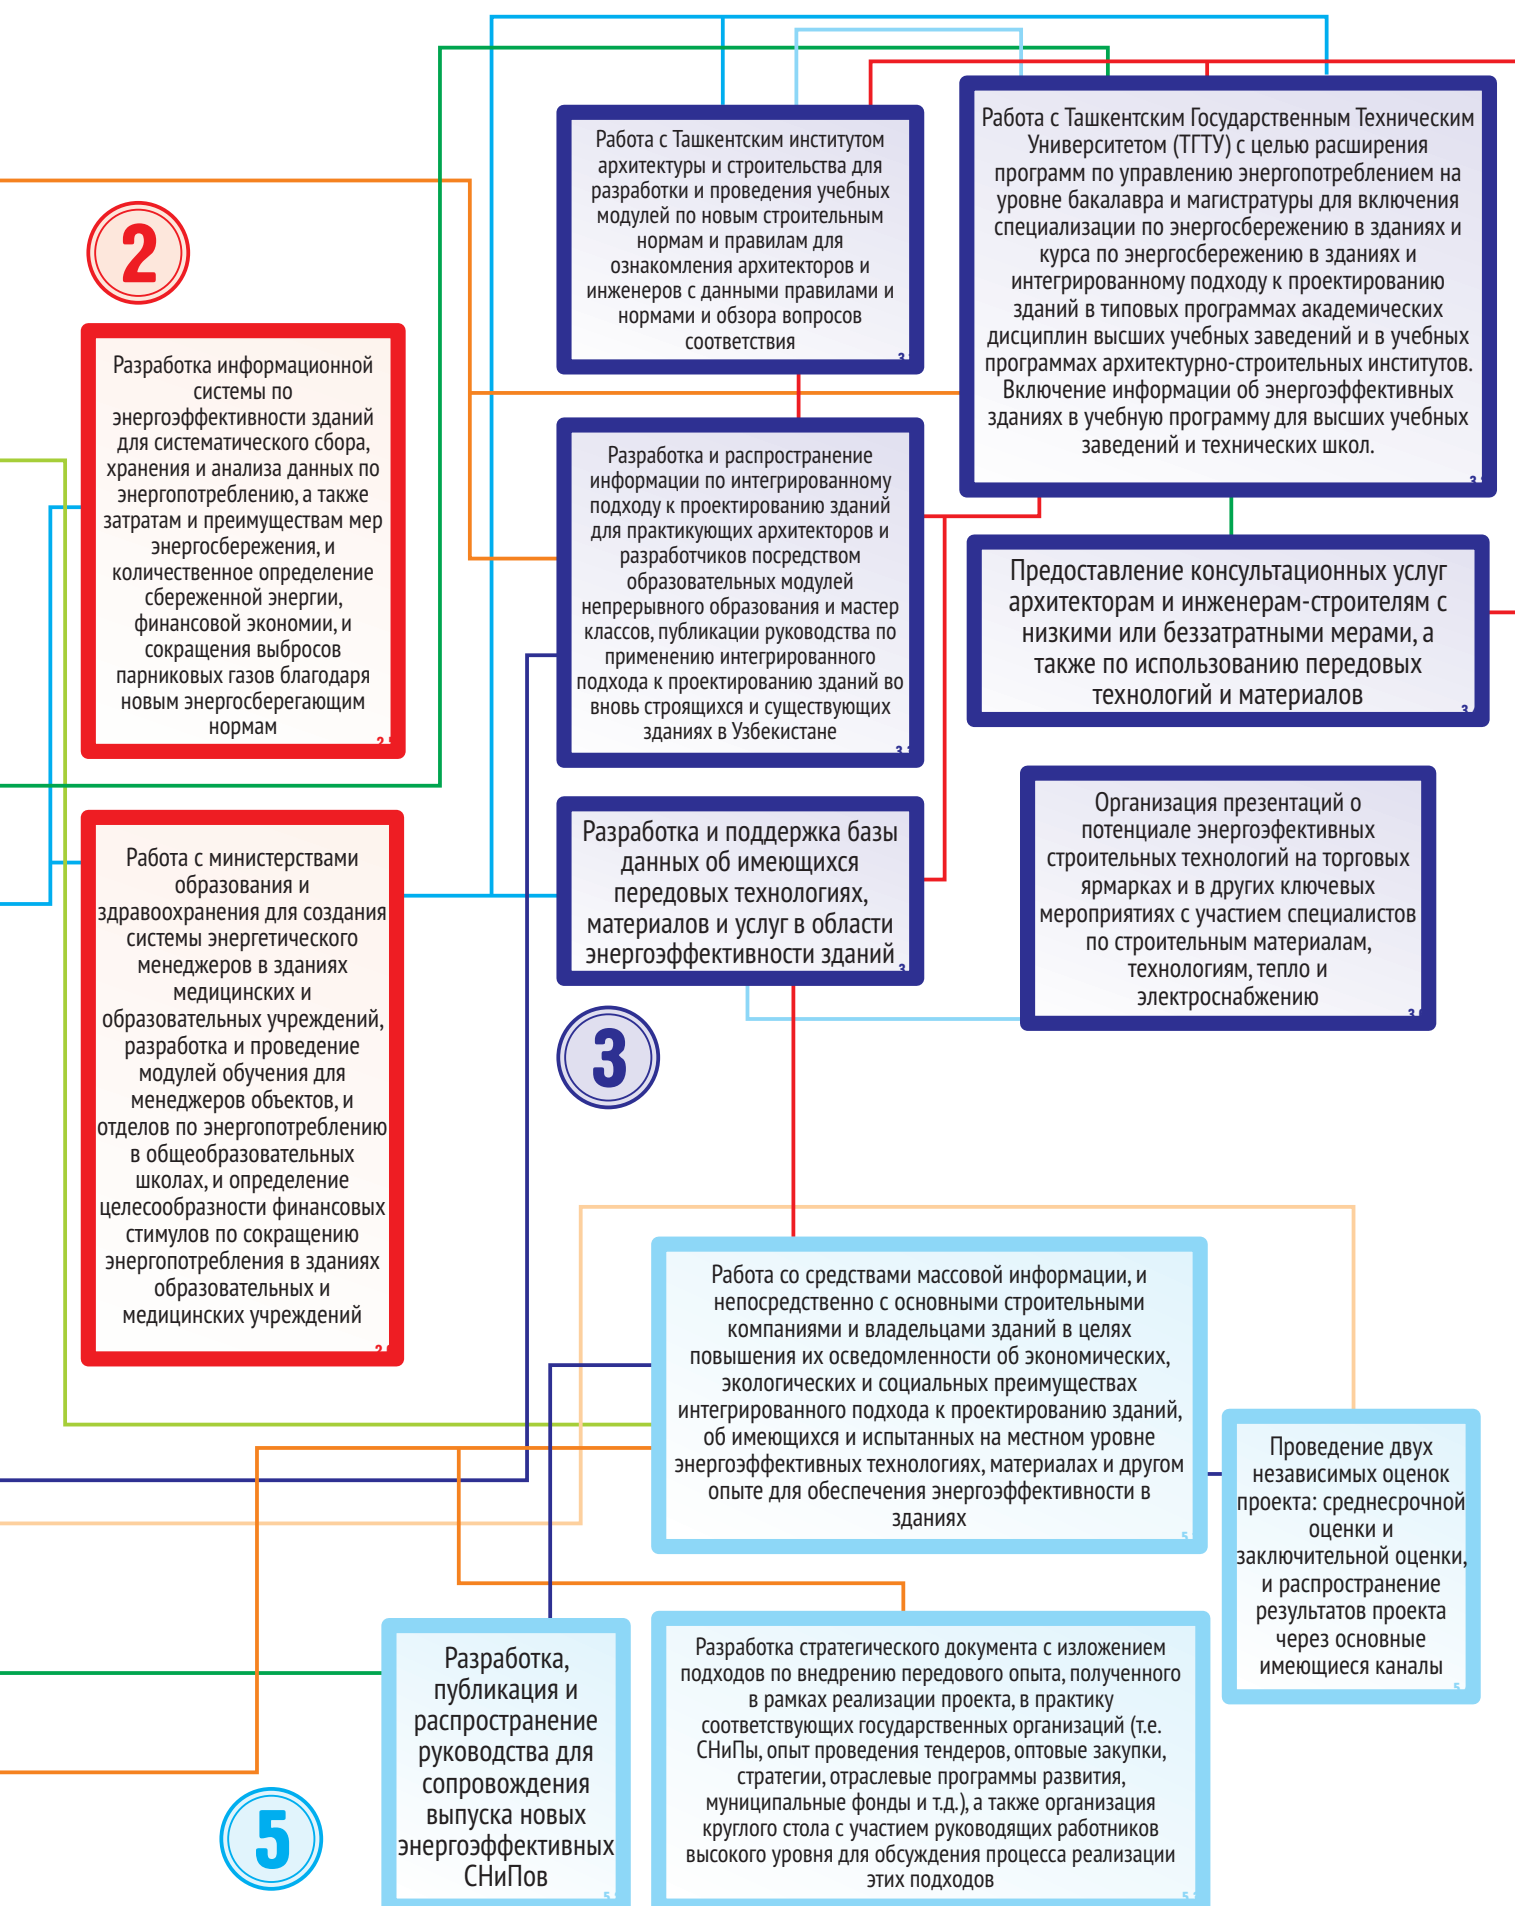 2
Разработка информационной
системы по
энергоэффективности зданий
для систематического сбора,
хранения и анализа данных по
энергопотреблению, а также
затратам и преимуществам мер
энергосбережения, и
количественное определение
сбереженной энергии,
финансовой экономии, и
сокращения выбросов
парниковых газов благодаря
новым энергосберегающим
нормам
Работа с министерствами
образования и
здравоохранения для создания
системы энергетического
менеджеров в зданиях
медицинских и
образовательных учреждений,
разработка и проведение
модулей обучения для
менеджеров объектов, и
отделов по энергопотреблению
в общеобразовательных
школах, и определение
целесообразности финансовых
стимулов по сокращению
энергопотребления в зданиях
образовательных и
медицинских учреждений
Работа с Ташкентским институтом
архитектуры и строительства для
разработки и проведения учебных
модулей по новым строительным
нормам и правилам для
ознакомления архитекторов и
инженеров с данными правилами и
нормами и обзора вопросов
соответствия
Работа с Ташкентским Государственным Техническим
Университетом (ТГТУ) с целью расширения
программ по управлению энергопотреблением на
уровне бакалавра и магистратуры для включения
специализации по энергосбережению в зданиях и
курса по энергосбережению в зданиях и
интегрированному подходу к проектированию
зданий в типовых программах академических
дисциплин высших учебных заведений и в учебных
программах архитектурно-строительных институтов.
Включение информации об энергоэффективных
зданиях в учебную программу для высших учебных
заведений и технических школ.
Разработка и распространение
информации по интегрированному
подходу к проектированию зданий
для практикующих архитекторов и
разработчиков посредством
образовательных модулей
непрерывного образования и мастер
классов, публикации руководства по
применению интегрированного
подхода к проектированию зданий во
вновь строящихся и существующих
зданиях в Узбекистане
Предоставление консультационных услуг
архитекторам и инженерам-строителям с
низкими или беззатратными мерами, а
также по использованию передовых
технологий и материалов
Разработка и поддержка базы
данных об имеющихся
передовых технологиях,
материалов и услуг в области
энергоэффективности зданий
Организация презентаций о
потенциале энергоэфективных
строительных технологий на торговых
ярмарках и в других ключевых
мероприятиях с участием специалистов
по строительным материалам,
технологиям, тепло и
электроснабжению
3
Работа со средствами массовой информации, и
непосредственно с основными строительными
компаниями и владельцами зданий в целях
повышения их осведомленности об экономических,
экологических и социальных преимуществах
интегрированного подхода к проектированию зданий,
об имеющихся и испытанных на местном уровне
энергоэффективных технологиях, материалах и другом
опыте для обеспечения энергоэффективности в
зданиях
Проведение двух
независимых оценок
проекта: среднесрочной
оценки и
заключительной оценки,
и распространение
результатов проекта
через основные
имеющиеся каналы
Разработка,
публикация и
распространение
руководства для
сопровождения
выпуска новых
энергоэффективных
СНиПов
Разработка стратегического документа с изложением
подходов по внедрению передового опыта, полученного
в рамках реализации проекта, в практику
соответствующих государственных организаций (т.е.
СНиПы, опыт проведения тендеров, оптовые закупки,
стратегии, отраслевые программы развития,
муниципальные фонды и т.д.), а также организация
круглого стола с участием руководящих работников
высокого уровня для обсуждения процесса реализации
этих подходов
5